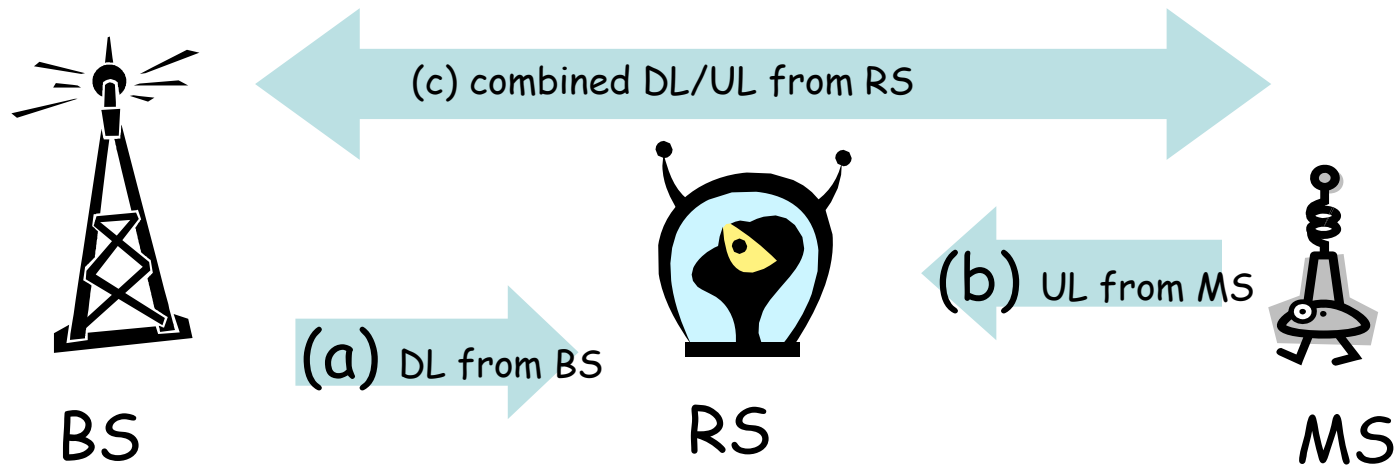 (c) combined DL/UL from RS
(b) UL from MS
(a) DL from BS
BS
RS
MS